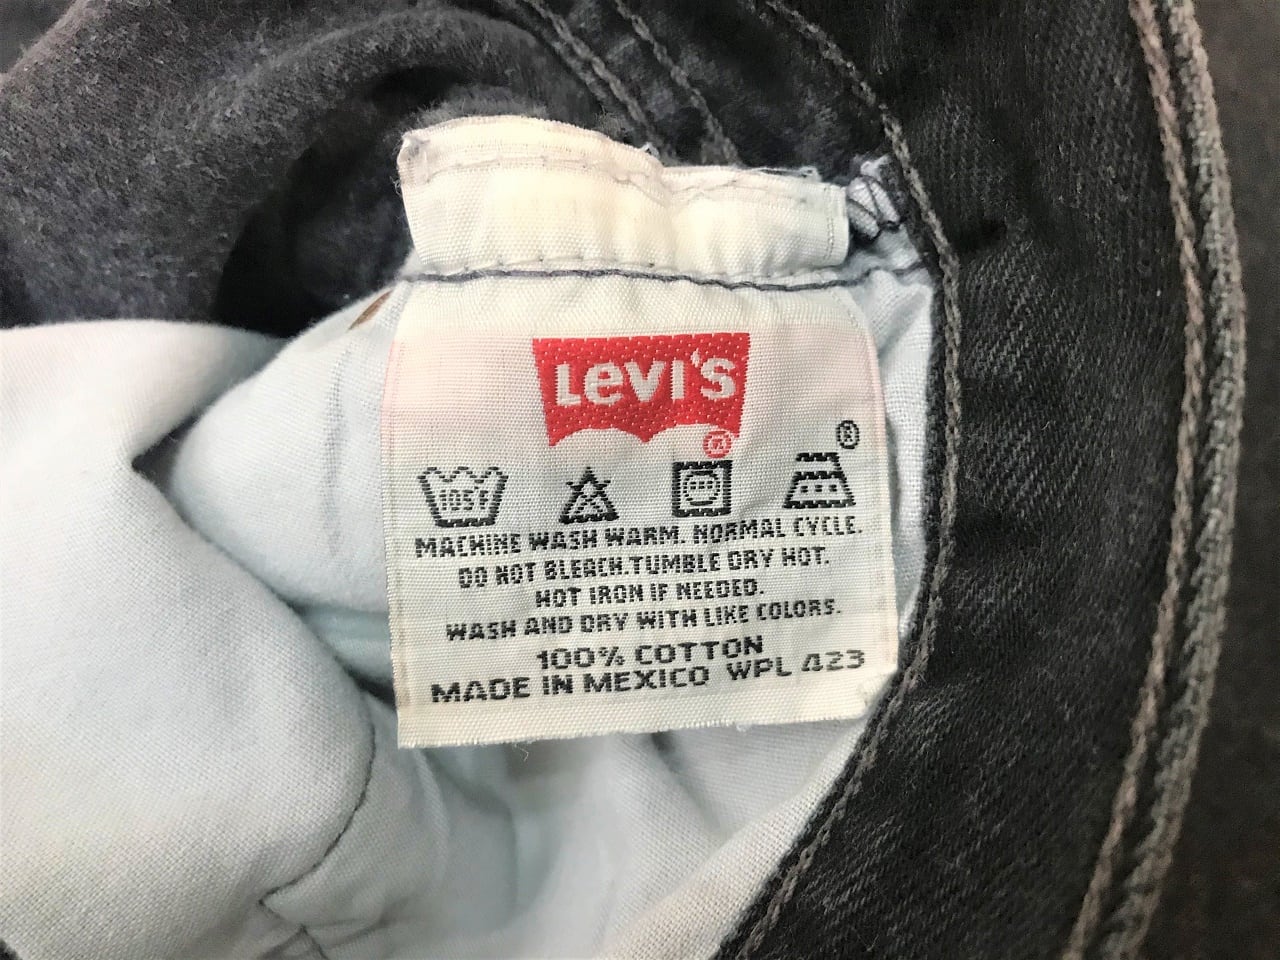 Levi's
®
®
105F
MACHINE WASH WARM. NORMAL CYCLE.
DO NOT BLEACH. TUMBLE DRY HOT.
HOT IRON IF NEEDED.
WASH AND DRY WITH LIKE COLORS.
100% COTTON
MADE IN MEXICO WPL 423